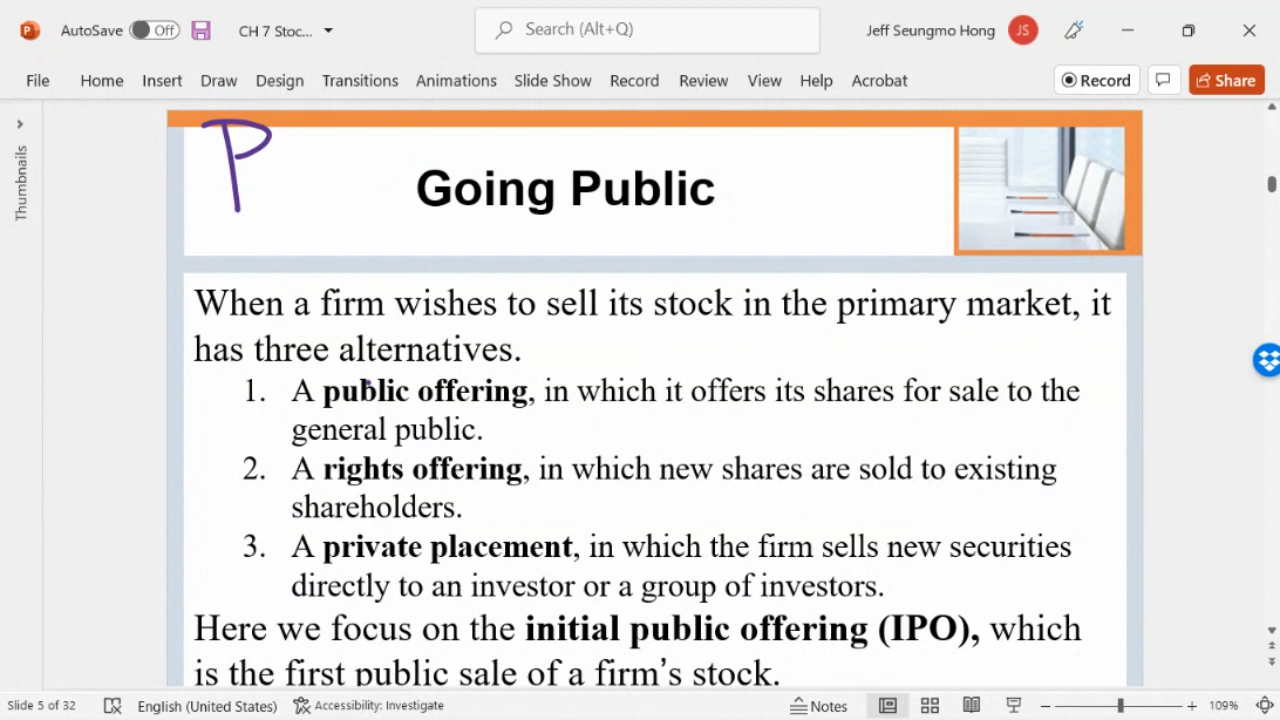 AutoSave Off CH 7 Stoc... Search (Alt+Q) Jeff Seungmo Hong JS
File Home Insert Draw Design Transitions Animations Slide Show Record Review View Help Acrobat Record Share
Thumbnails
P
Going Public
When a firm wishes to sell its stock in the primary market, it
has three alternatives.
1. A public offering, in which it offers its shares for sale to the
general public.
2. A rights offering, in which new shares are sold to existing
shareholders.
3. A private placement, in which the firm sells new securities
directly to an investor or a group of investors.
Here we focus on the initial public offering (IPO), which
is the first public sale of a firm's stock.
Slide 5 of 32 English (United States) Accessibility: Investigate Notes 109%